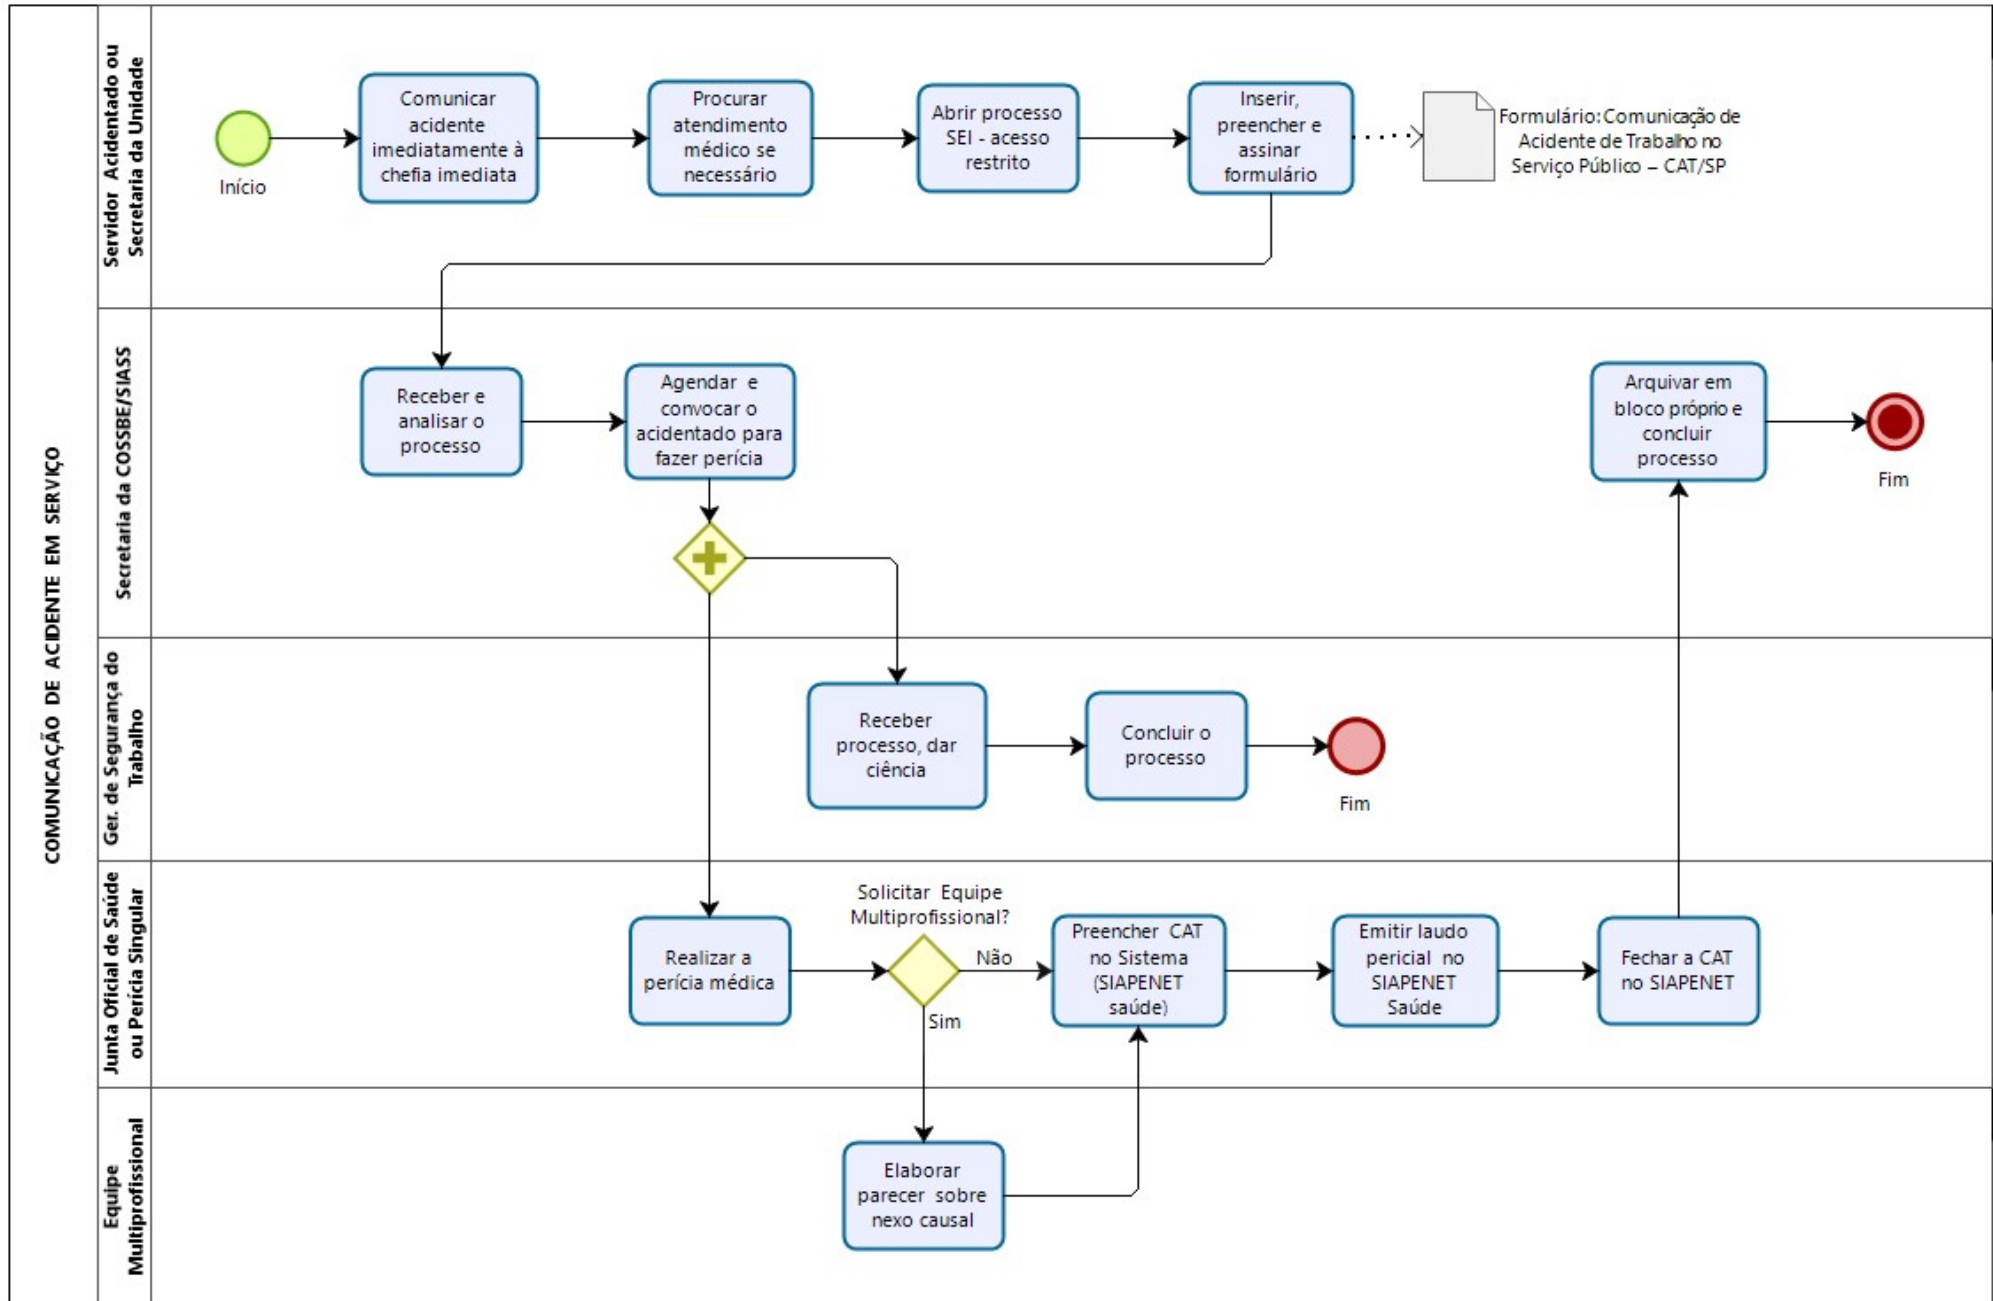 COMUNICAÇÃO DE ACIDENTE EM SERVIÇO
Servidor Acidentado ou
Secretaria da Unidade
Início
Comunicar
acidente
imediatamente à
chefia imediata
Procurar
atendimento
médico se
necessário
Abrir processo
SEI - acesso
restrito
Inserir,
preencher e
assinar
formulário
Formulário: Comunicação de
Acidente de Trabalho no
Serviço Público – CAT/SP
Secretaria da COSSBE/SIASS
Receber e
analisar o
processo
Agendar e
convocar o
acidentado para
fazer perícia
Arquivar em
bloco próprio e
concluir
processo
Fim
Ger. de Segurança do
Trabalho
Receber
processo, dar
ciência
Concluir o
processo
Fim
Junta Oficial de Saúde
ou Perícia Singular
Realizar a
perícia médica
Solicitar Equipe
Multiprofissional?
Não
Sim
Preencher CAT
no Sistema
(SIAPENET
saúde)
Emitir laudo
pericial no
SIAPENET
Saúde
Fechar a CAT
no SIAPENET
Equipe
Multiprofissional
Elaborar
parecer sobre
nexo causal